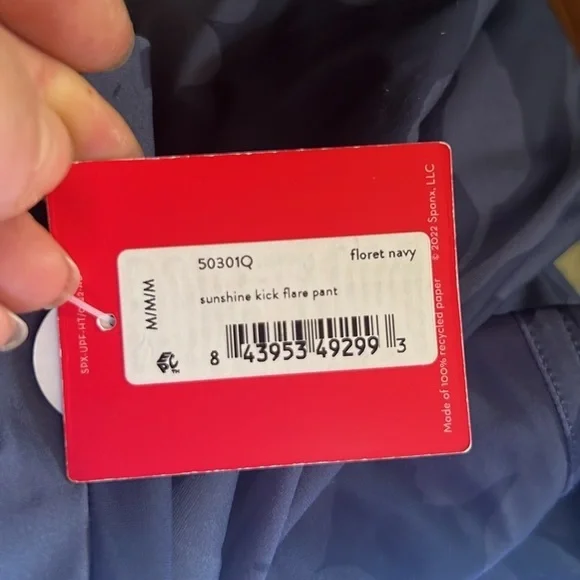 50301Q
floret navy
M/M/M
sunshine kick flare pant
8 43953 49299 3
EPC™
Made of 100% recycled paper © 2022 Spanx, LLC